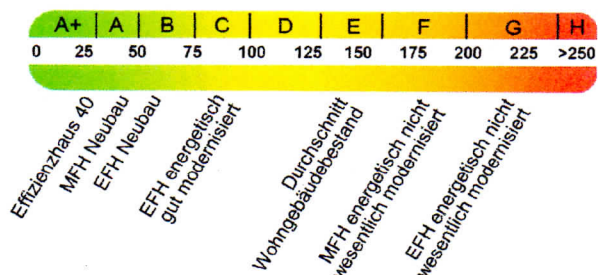 A+ A B C D E F G H
0 25 50 75 100 125 150 175 200 225 >250
Effizienzhaus 40
MFH Neubau
EFH Neubau
EFH energetisch
gut modernisiert
Durchschnitt
Wohngebäudebestand
MFH energetisch nicht
wesentlich modernisiert
EFH energetisch nicht
wesentlich modernisiert